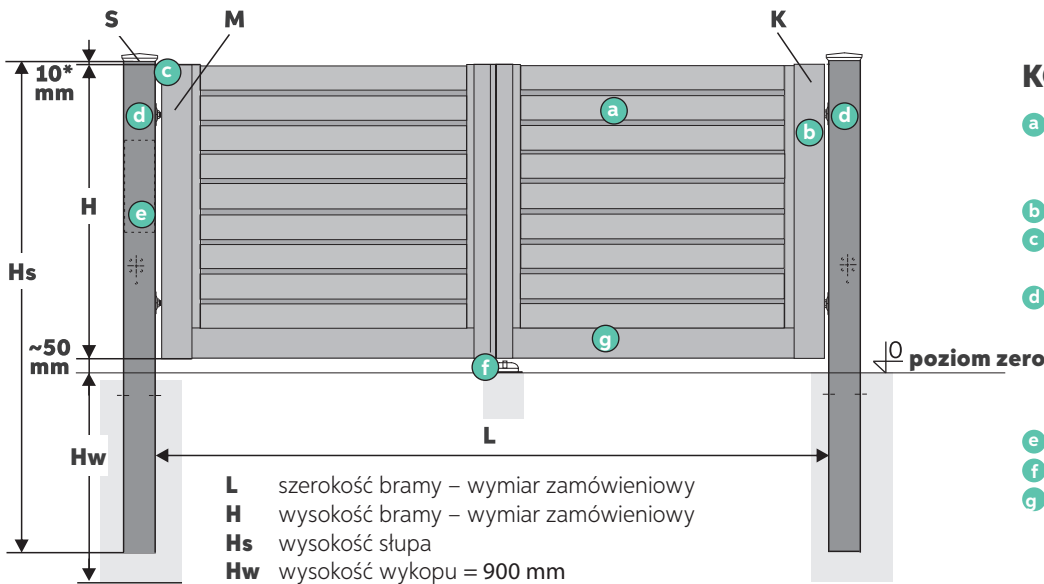 S
M
K
10*
mm
c
d
a
b
d
H
e
Hs
~50
mm
g
f
0
poziom zero
L
Hw
L szerokość bramy – wymiar zamówieniowy
H wysokość bramy – wymiar zamówieniowy
Hs wysokość słupa
Hw wysokość wykopu = 900 mm
a
b
c
d
e
f
g